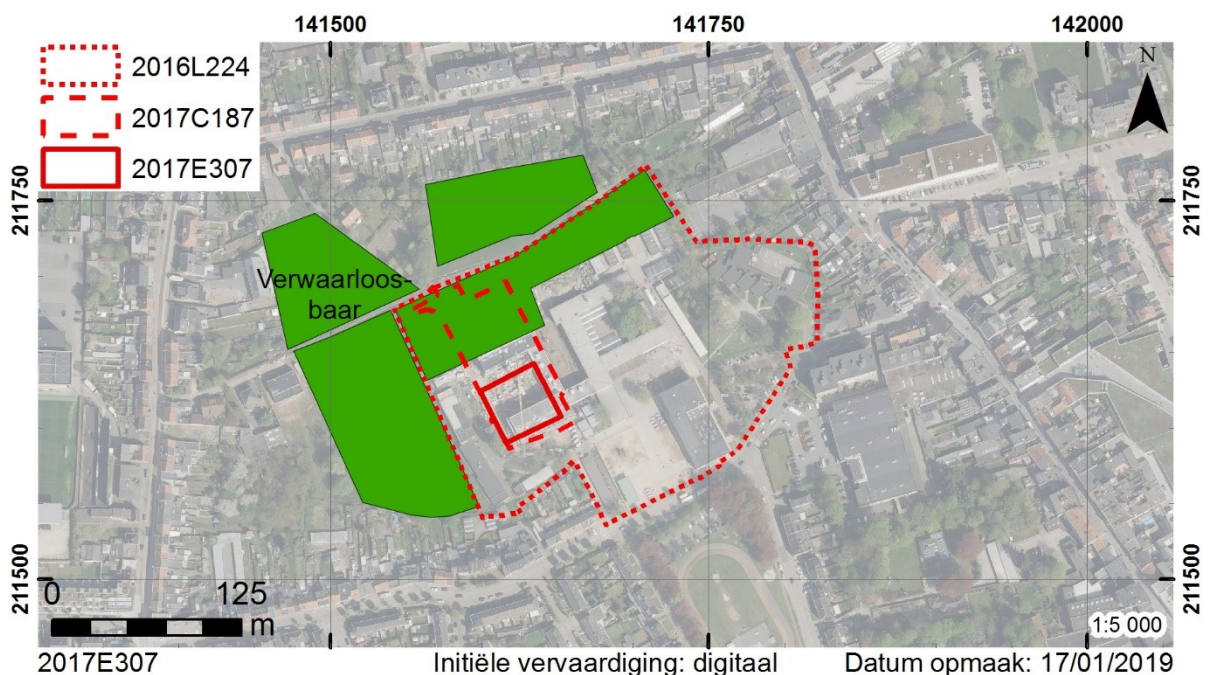 141500 141750 142000
2016L224
2017C187
2017E307
N
211750 211750
Verwaarloos-
baar
211500 211500
0 125
m
1:5 000
2017E307 Initiële vervaardiging: digitaal Datum opmaak: 17/01/2019